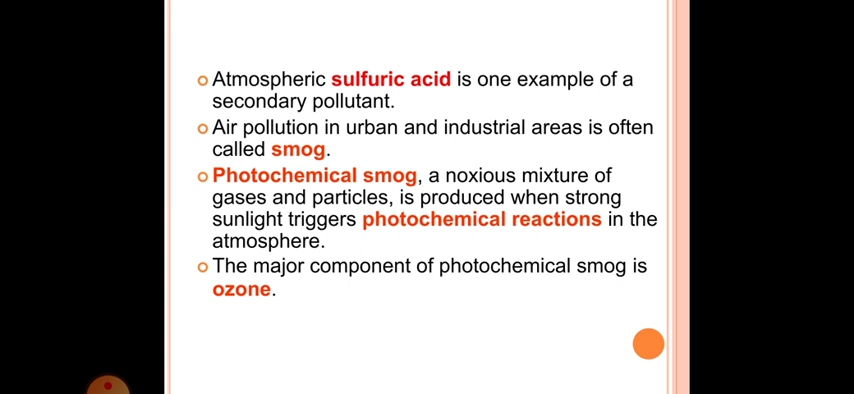 Atmospheric sulfuric acid is one example of a
secondary pollutant.
Air pollution in urban and industrial areas is often
called smog.
Photochemical smog, a noxious mixture of
gases and particles, is produced when strong
sunlight triggers photochemical reactions in the
atmosphere.
The major component of photochemical smog is
ozone.